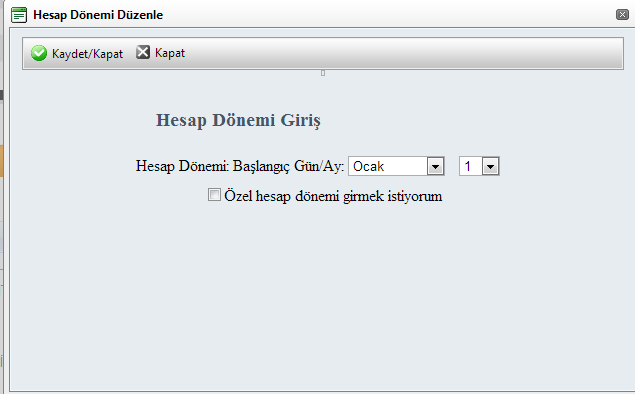 Hesap Dönemi Düzenle
Kaydet/Kapat Kapat
Hesap Dönemi Giriş
Hesap Dönemi: Başlangıç Gün/Ay: Ocak 1
Özel hesap dönemi girmek istiyorum